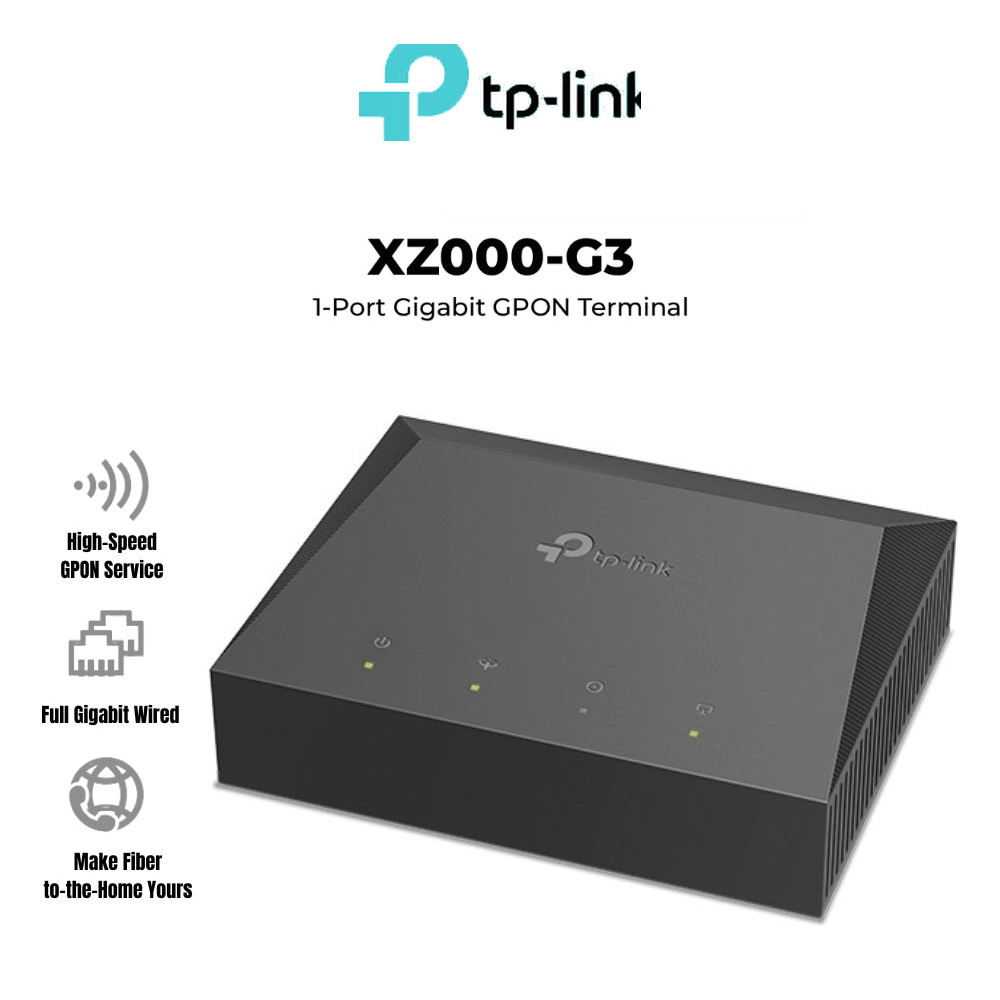 tp-link
XZ000-G3
1-Port Gigabit GPON Terminal
High-Speed
GPON Service
Full Gigabit Wired
Make Fiber
to-the-Home Yours
tp-link